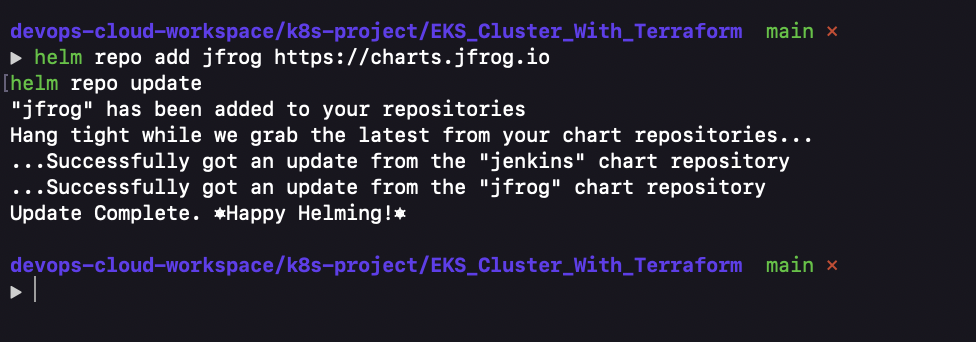 devops-cloud-workspace/k8s-project/EKS_Cluster_With_Terraform main ×
▶ helm repo add jfrog https://charts.jfrog.io
[helm repo update
"jfrog" has been added to your repositories
Hang tight while we grab the latest from your chart repositories...
...Successfully got an update from the "jenkins" chart repository
...Successfully got an update from the "jfrog" chart repository
Update Complete. ⎈Happy Helming!⎈
devops-cloud-workspace/k8s-project/EKS_Cluster_With_Terraform main ×
▶